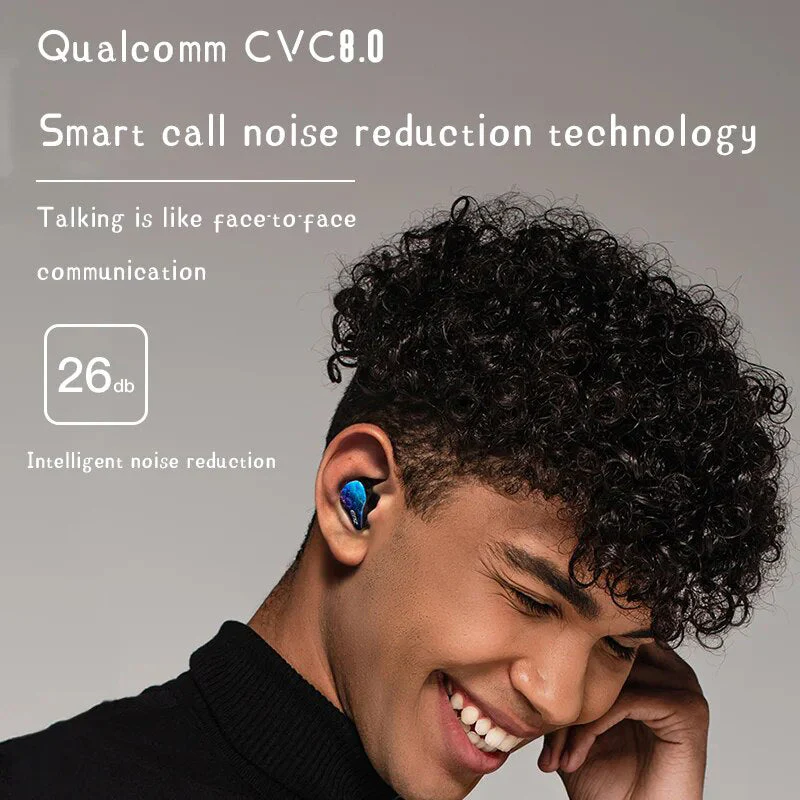 Qualcomm CVC8.0
Smart call noise reduction technology
Talking is like face-to-face
communication
26db
Intelligent noise reduction